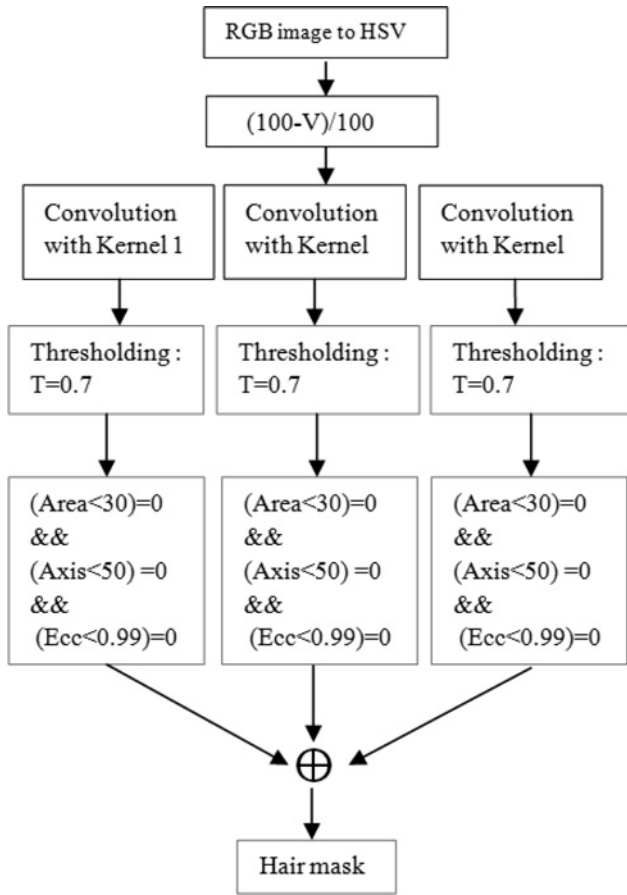 RGB image to HSV
(100-V)/100
Convolution
with Kernel 1
Convolution
with Kernel
Convolution
with Kernel
Thresholding :
T=0.7
Thresholding :
T=0.7
Thresholding :
T=0.7
(Area<30)=0
&&
(Axis<50) =0
&&
(Ecc<0.99)=0
(Area<30)=0
&&
(Axis<50) =0
&&
(Ecc<0.99)=0
(Area<30)=0
&&
(Axis<50) =0
&&
(Ecc<0.99)=0
⊕
Hair mask